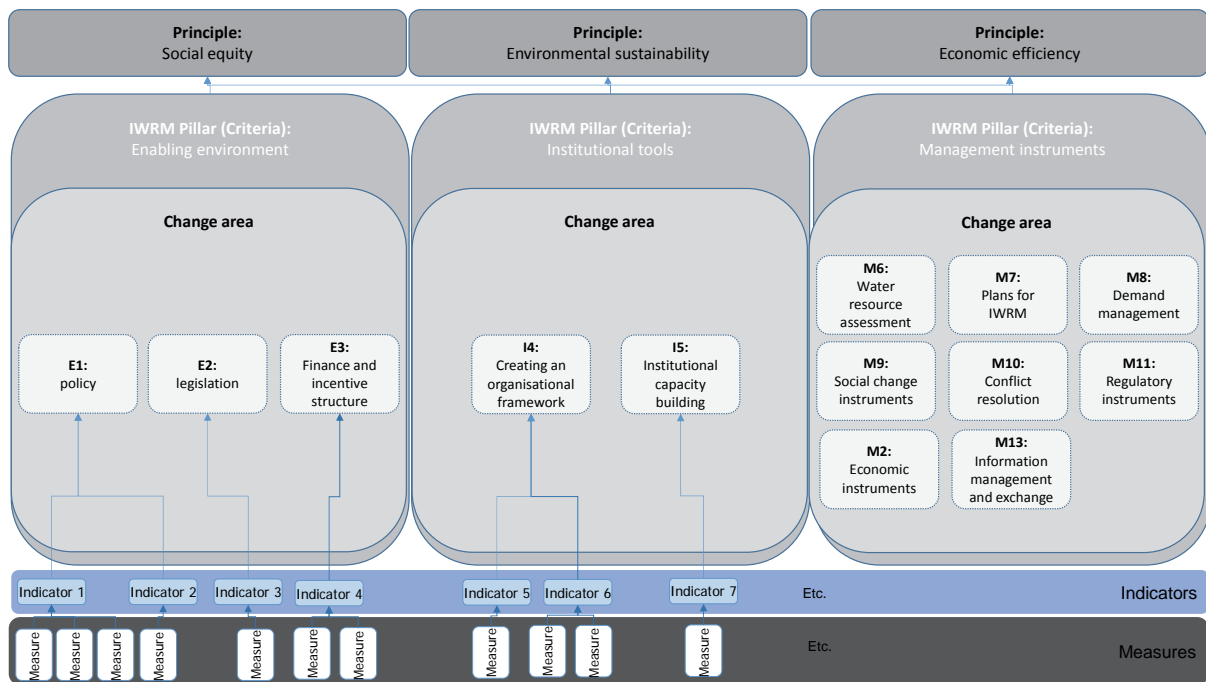 Principle:
Social equity
Principle:
Environmental sustainability
Principle:
Economic efficiency
IWRM Pillar (Criteria):
Enabling environment
IWRM Pillar (Criteria):
Institutional tools
IWRM Pillar (Criteria):
Management instruments
Change area
Change area
Change area
E1:
policy
E2:
legislation
E3:
Finance and
incentive
structure
I4:
Creating an
organisational
framework
I5:
Institutional
capacity
building
M6:
Water
resource
assessment
M7:
Plans for
IWRM
M8:
Demand
management
M9:
Social change
instruments
M10:
Conflict
resolution
M11:
Regulatory
instruments
M2:
Economic
instruments
M13:
Information
management
and exchange
Indicator 1
Indicator 2
Indicator 3
Indicator 4
Indicator 5
Indicator 6
Indicator 7
Etc.
Indicators
Measure
Measure
Measure
Measure
Measure
Measure
Measure
Measure
Measure
Measure
Measure
Etc.
Measures